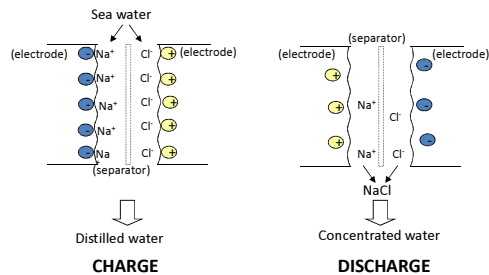 Sea water
(electrode)
(electrode)
Na⁺ Cl⁻
Na⁺ Cl⁻
Na⁺ Cl⁻
Na⁺ Cl⁻
Na⁺ Cl⁻
(separator)
Distilled water
CHARGE
(separator)
(electrode)
(electrode)
Na⁺
Cl⁻
Na⁺ Cl⁻
NaCl
Concentrated water
DISCHARGE